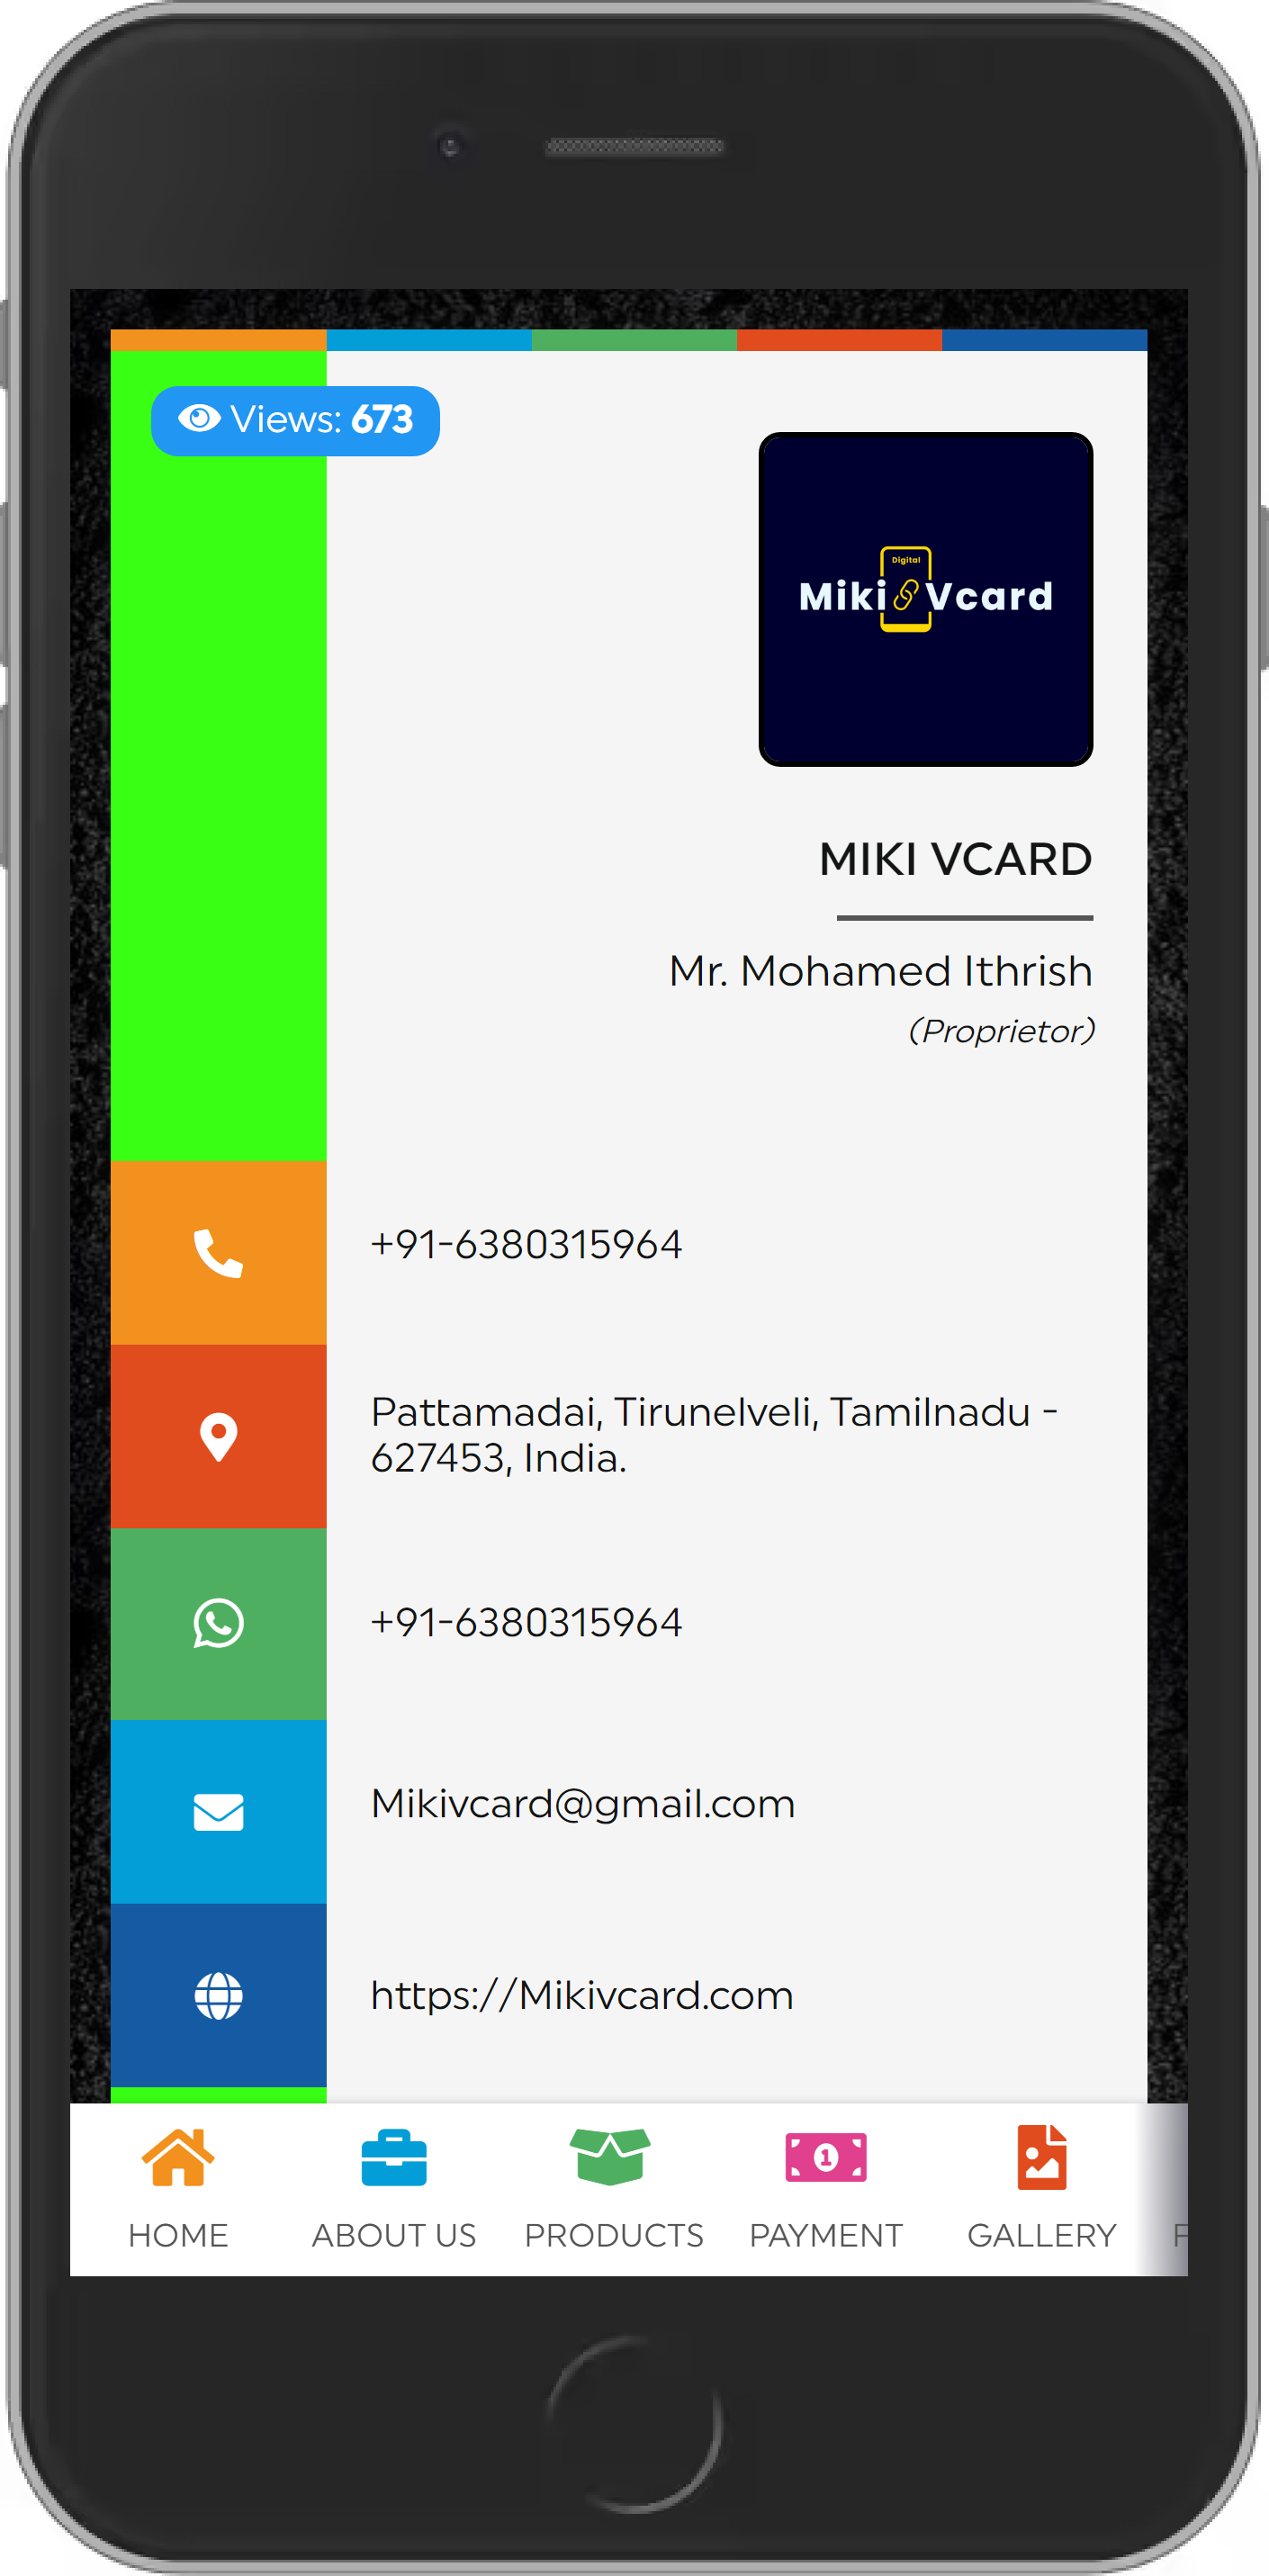 Views: 673
Digital
Miki Vcard
MIKI VCARD
Mr. Mohamed Ithrish
(Proprietor)
+91-6380315964
Pattamadai, Tirunelveli, Tamilnadu -
627453, India.
+91-6380315964
Mikivcard@gmail.com
https://Mikivcard.com
1
HOME ABOUT US PRODUCTS PAYMENT GALLERY